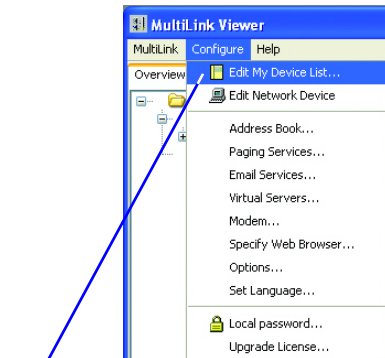 MultiLink Viewer
MultiLink Configure Help
Overview
Edit My Device List...
Edit Network Device
Address Book...
Paging Services...
Email Services...
Virtual Servers...
Modem...
Specify Web Browser...
Options...
Set Language...
Local password...
Upgrade License...